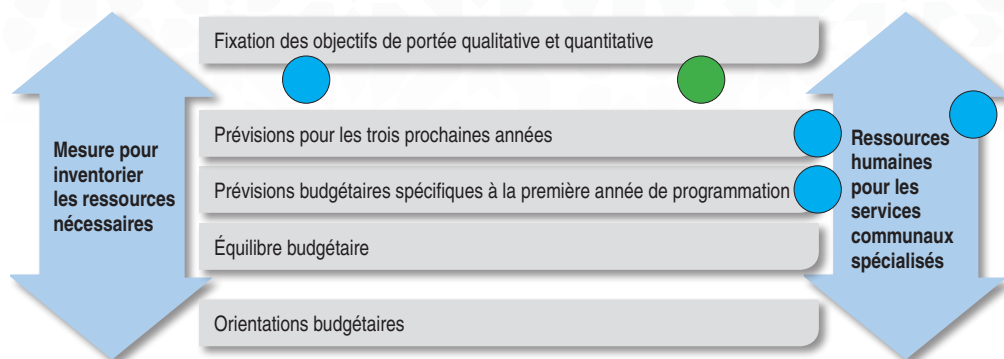 Fixation des objectifs de portée qualitative et quantitative
Prévisions pour les trois prochaines années
Prévisions budgétaires spécifiques à la première année de programmation
Équilibre budgétaire
Orientations budgétaires
Mesure pour
inventorier
les ressources
nécessaires
Ressources
humaines
pour les
services
communaux
spécialisés